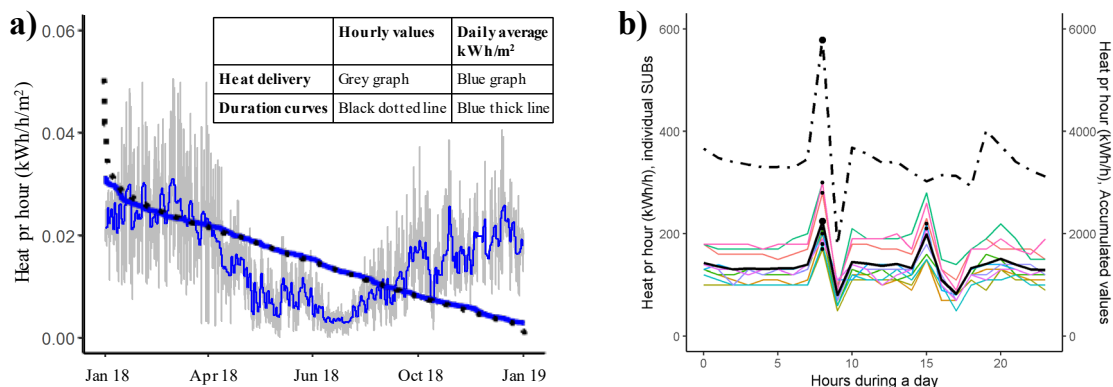 a)
Hourly values
Daily average kWh/m²
Heat delivery
Grey graph
Blue graph
Duration curves
Black dotted line
Blue thick line
Heat pr hour (kWh/h/m²)
0.06
0.04
0.02
0.00
Jan 18
Apr 18
Jun 18
Oct 18
Jan 19
b)
Heat pr hour (kWh/h), individual SUBs
600
400
200
0
6000
4000
2000
0
Heat pr hour (kWh/h), Accumulated values
0
5
10
15
20
Hours during a day